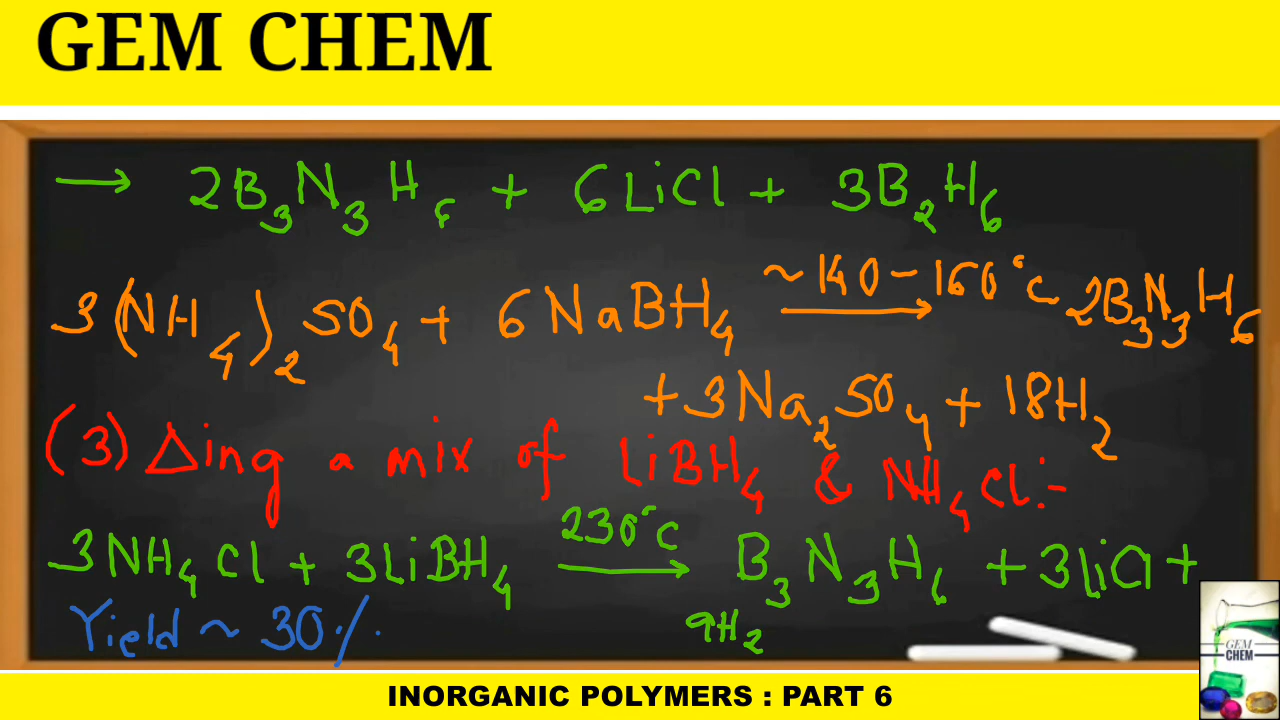 GEM CHEM
→ 2B₃N₃H₆ + 6LiCl + 3B₂H₆
3(NH₄)₂SO₄ + 6NaBH₄ ~140-160°C→ 2B₃N₃H₆
+3Na₂SO₄ + 18H₂
(3) Δing a mix of LiBH₄ & NH₄Cl:-
3NH₄Cl + 3LiBH₄ 230°C→ B₃N₃H₆ +3LiCl+
9H₂
Yield ~ 30%
GEM
CHEM
INORGANIC POLYMERS : PART 6